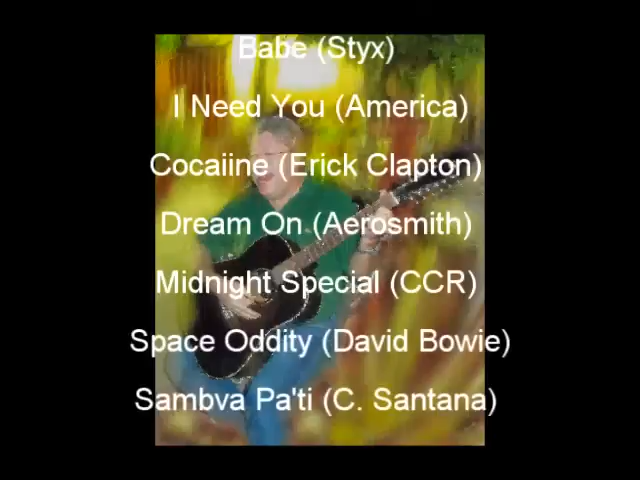 Babe (Styx)
I Need You (America)
Cocaiine (Erick Clapton)
Dream On (Aerosmith)
Midnight Special (CCR)
Space Oddity (David Bowie)
Sambva Pa'ti (C. Santana)